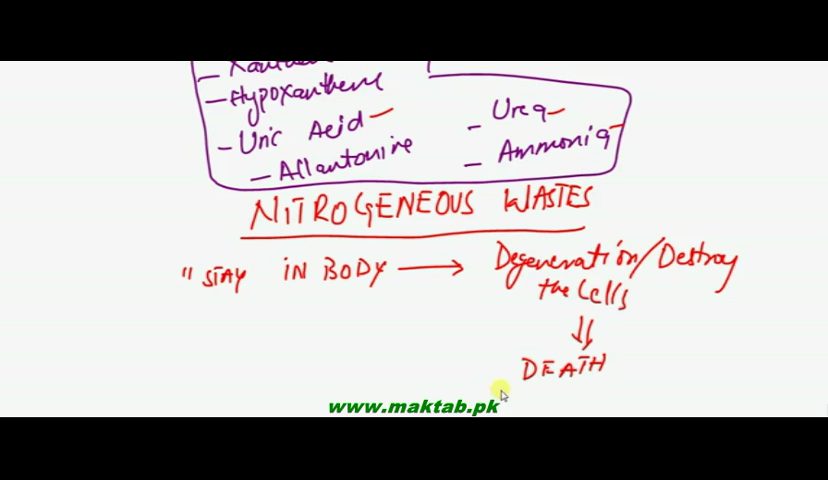 – Hypoxanthene
– Uric Acid –
– Allantonine
– Urea –
– Ammonia –
NITROGENEOUS WASTES
" STAY IN BODY → Degeneration/Destroy
the Cells
⇓
DEATH
www.maktab.pk